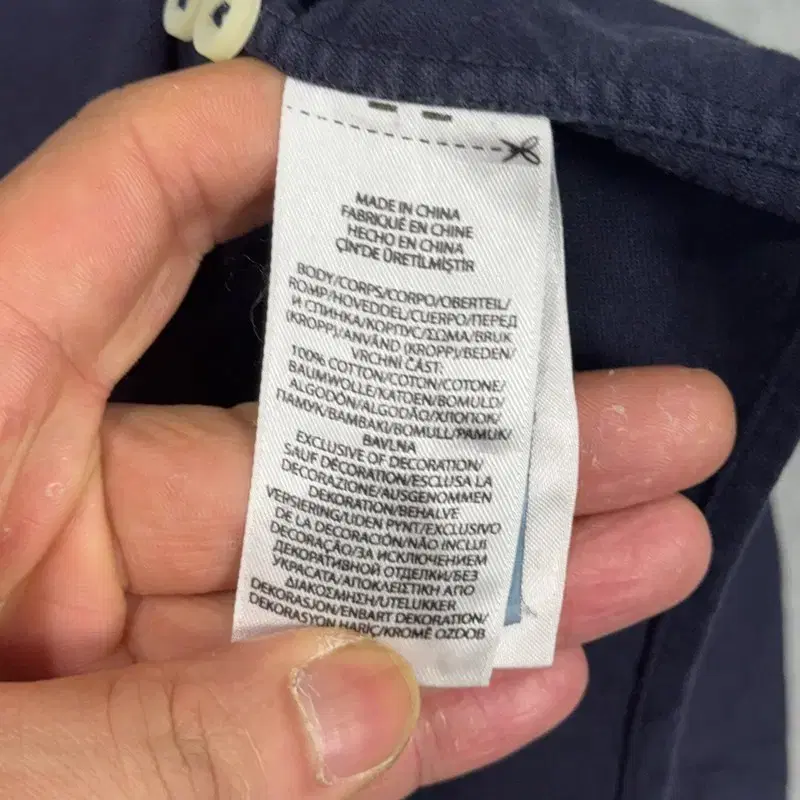 MADE IN CHINA
FABRIQUÉ EN CHINE
HECHO EN CHINA
ÇİN'DE ÜRETİLMİŞTİR
BODY/CORPS/CORPO/OBERTEIL/
ROMP/HOVEDDEL/CUERPO/ПЕРЕД
И СПИНКА/КОРПУС/ΣΩΜΑ/BRUK
(KROPP)/ANVÄND (KROPP)/BEDEN/
VRCHNÍ ČÁST:
100% COTTON/COTON/COTONE/
BAUMWOLLE/KATOEN/BOMULD/
ALGODÓN/ALGODÃO/ХЛОПОК/
ПАМУК/ΒΑΜΒΑΚΙ/BOMULL/PAMUK/
BAVLNA
EXCLUSIVE OF DECORATION/
SAUF DÉCORATION/ESCLUSA LA
DECORAZIONE/AUSGENOMMEN
DEKORATION/BEHALVE
VERSIERING/UDEN PYNT/EXCLUSIVO
DE LA DECORACIÓN/NÃO INCLUI
DECORAÇÃO/ЗА ИСКЛЮЧЕНИЕМ
ДЕКОРАТИВНОЙ ОТДЕЛКИ/БЕЗ
УКРАСАТА/ΑΠΟΚΛΕΙΣΤΙΚΗ ΑΠΟ
ΔΙΑΚΟΣΜΗΣΗ/UTELUKKER
DEKORASJON/ENBART DEKORATION/
DEKORASYON HARİÇ/KROMĚ OZDOB